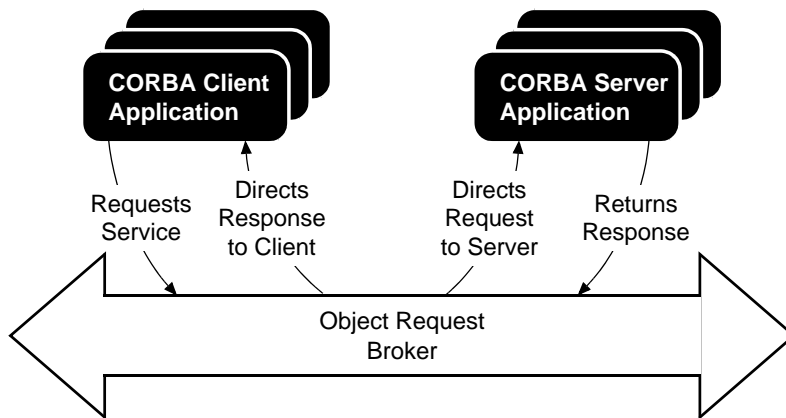 CORBA Client
Application
CORBA Server
Application
Requests
Service
Directs
Response
to Client
Directs
Request
to Server
Returns
Response
Object Request
Broker